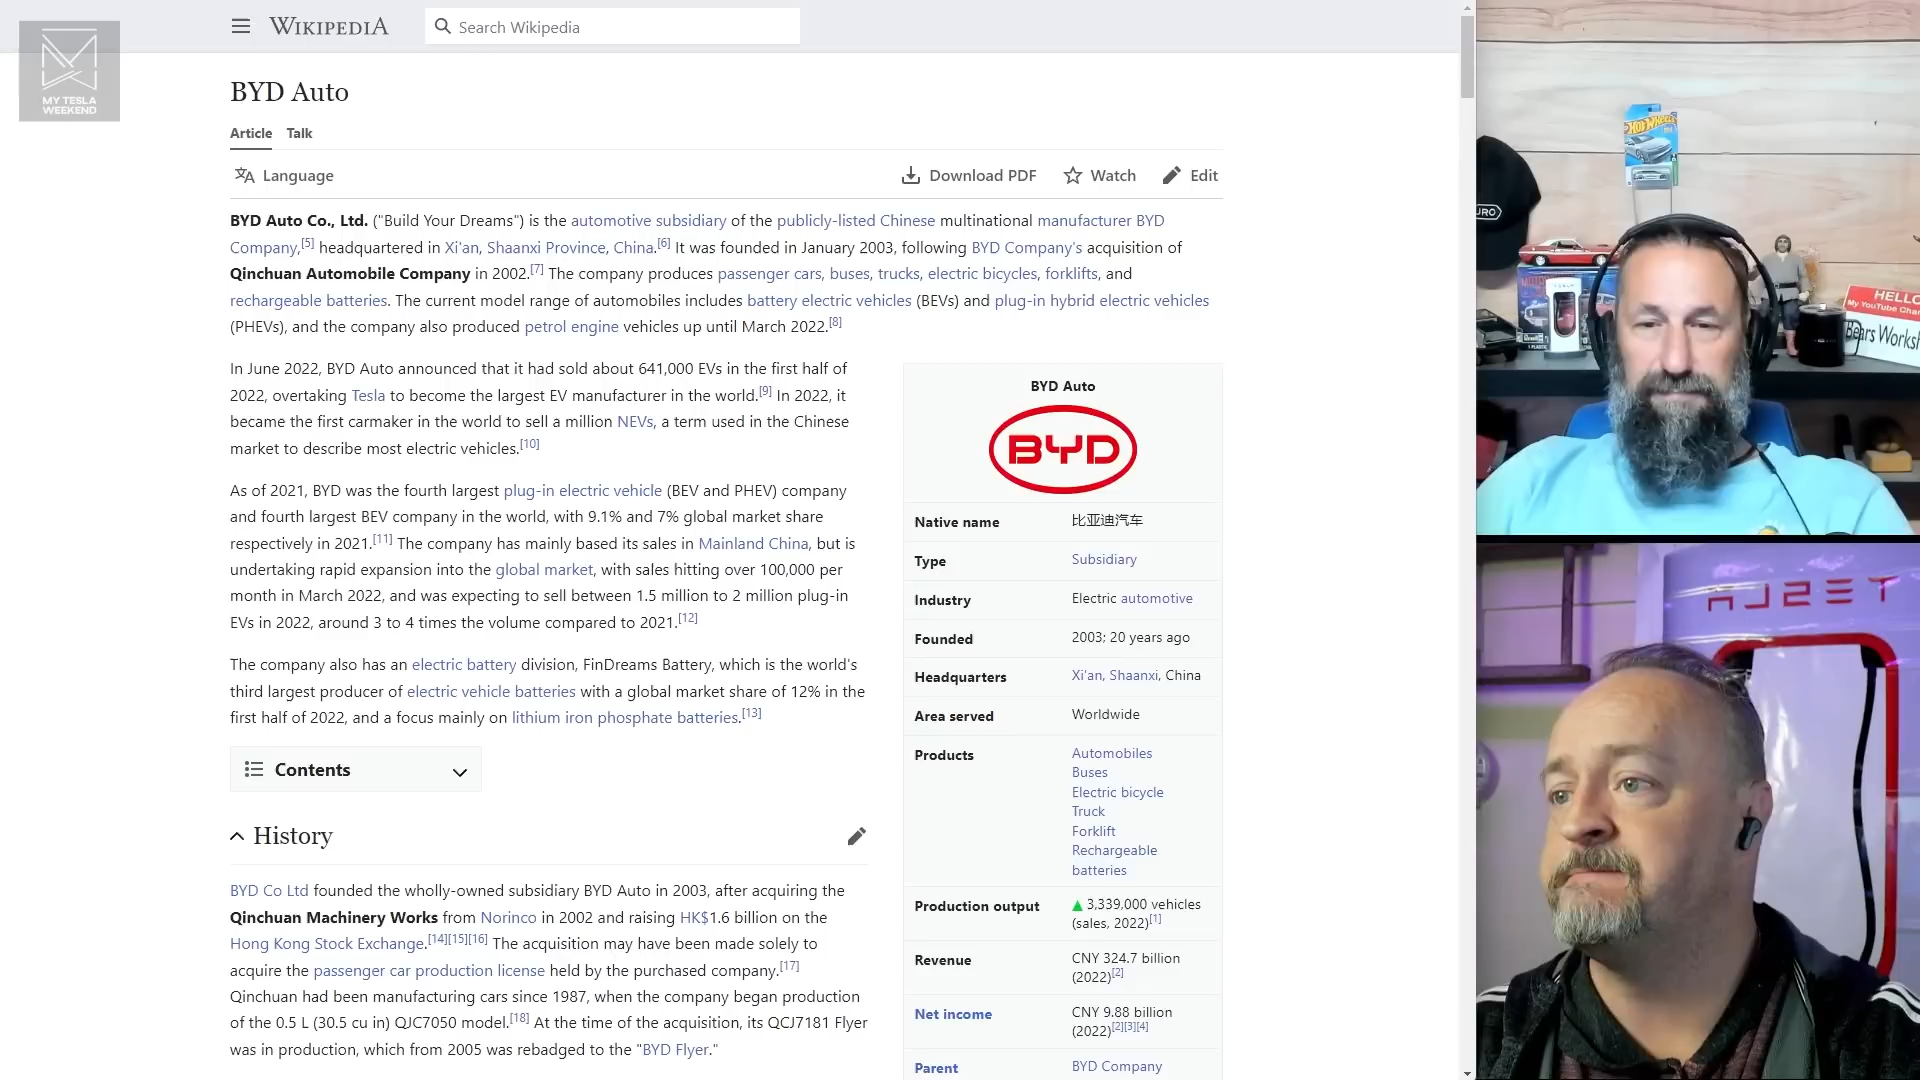 WIKIPEDIA
Search Wikipedia
MY TESLA
WEEKEND
BYD Auto
Article Talk
Language
Download PDF Watch Edit
BYD Auto Co., Ltd. ("Build Your Dreams") is the automotive subsidiary of the publicly-listed Chinese multinational manufacturer BYD
Company,[5] headquartered in Xi'an, Shaanxi Province, China.[6] It was founded in January 2003, following BYD Company's acquisition of
Qinchuan Automobile Company in 2002.[7] The company produces passenger cars, buses, trucks, electric bicycles, forklifts, and
rechargeable batteries. The current model range of automobiles includes battery electric vehicles (BEVs) and plug-in hybrid electric vehicles
(PHEVs), and the company also produced petrol engine vehicles up until March 2022.[8]
In June 2022, BYD Auto announced that it had sold about 641,000 EVs in the first half of
2022, overtaking Tesla to become the largest EV manufacturer in the world.[9] In 2022, it
became the first carmaker in the world to sell a million NEVs, a term used in the Chinese
market to describe most electric vehicles.[10]
As of 2021, BYD was the fourth largest plug-in electric vehicle (BEV and PHEV) company
and fourth largest BEV company in the world, with 9.1% and 7% global market share
respectively in 2021.[11] The company has mainly based its sales in Mainland China, but is
undertaking rapid expansion into the global market, with sales hitting over 100,000 per
month in March 2022, and was expecting to sell between 1.5 million to 2 million plug-in
EVs in 2022, around 3 to 4 times the volume compared to 2021.[12]
The company also has an electric battery division, FinDreams Battery, which is the world's
third largest producer of electric vehicle batteries with a global market share of 12% in the
first half of 2022, and a focus mainly on lithium iron phosphate batteries.[13]
Contents
History
BYD Co Ltd founded the wholly-owned subsidiary BYD Auto in 2003, after acquiring the
Qinchuan Machinery Works from Norinco in 2002 and raising HK$1.6 billion on the
Hong Kong Stock Exchange.[14][15][16] The acquisition may have been made solely to
acquire the passenger car production license held by the purchased company.[17]
Qinchuan had been manufacturing cars since 1987, when the company began production
of the 0.5 L (30.5 cu in) QJC7050 model.[18] At the time of the acquisition, its QCJ7181 Flyer
was in production, which from 2005 was rebadged to the "BYD Flyer."
BYD Auto
BYD
Native name 比亚迪汽车
Type Subsidiary
Industry Electric automotive
Founded 2003; 20 years ago
Headquarters Xi'an, Shaanxi, China
Area served Worldwide
Products Automobiles
Buses
Electric bicycle
Truck
Forklift
Rechargeable
batteries
Production output ▲ 3,339,000 vehicles
(sales, 2022)[1]
Revenue CNY 324.7 billion
(2022)[2]
Net income CNY 9.88 billion
(2022)[2][3][4]
Parent BYD Company
HOT WHEELS
URO
HELLO
My YouTube Chan
Bears Worksh
TESLA